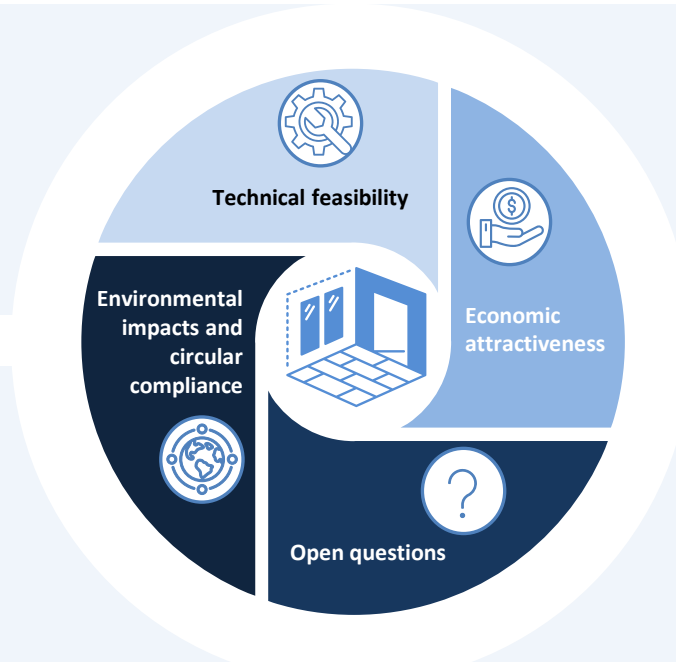 Technical feasibility
Economic
attractiveness
Environmental
impacts and
circular
compliance
Open questions